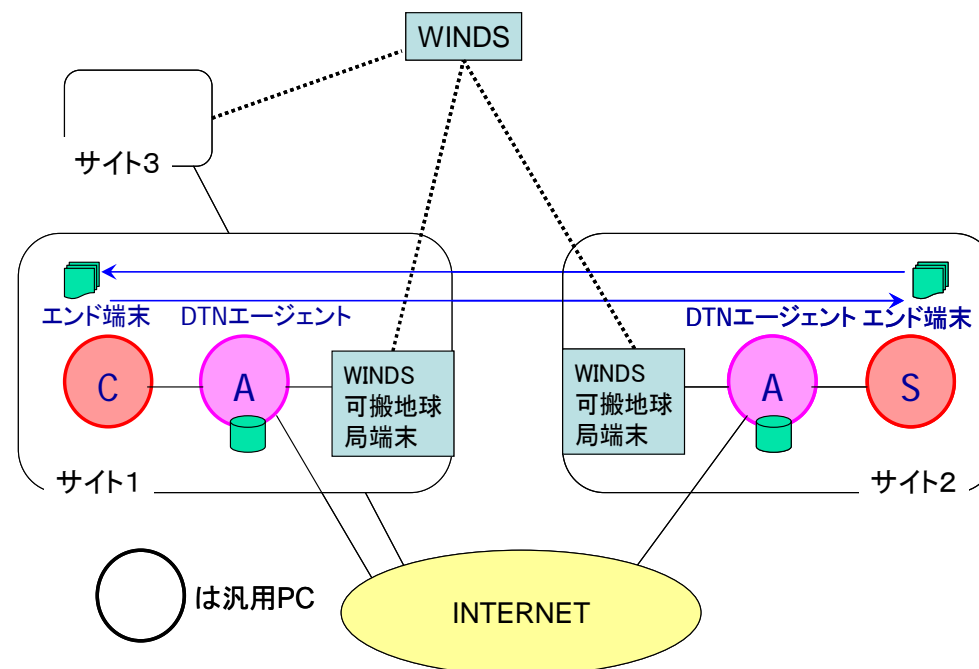 WINDS
サイト3
エンド端末
DTNエージェント
DTNエージェント
エンド端末
C
A
WINDS
可搬地球
局端末
WINDS
可搬地球
局端末
A
S
サイト1
サイト2
は汎用PC
INTERNET